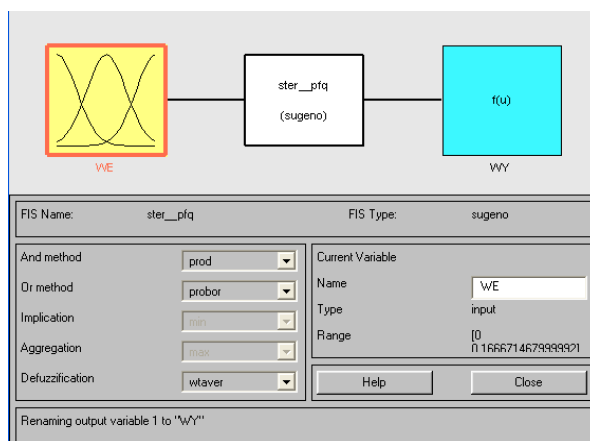 ster__pfq
(sugeno)
f(u)
WE
WY
FIS Name: ster__pfq FIS Type: sugeno
And method prod
Or method probor
Implication min
Aggregation max
Defuzzification wtaver
Current Variable
Name WE
Type input
Range [0
0.166671467999992]
Help Close
Renaming output variable 1 to "WY"